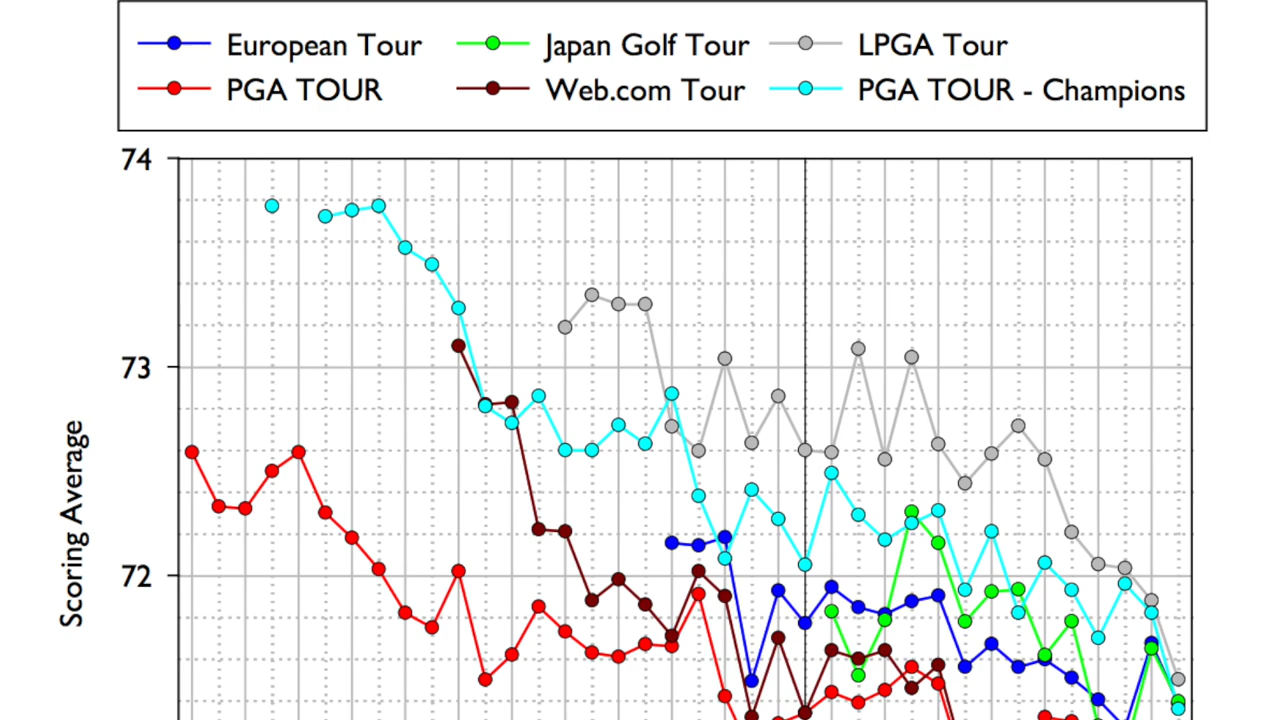 European Tour Japan Golf Tour LPGA Tour
PGA TOUR Web.com Tour PGA TOUR - Champions
74
73
72
Scoring Average